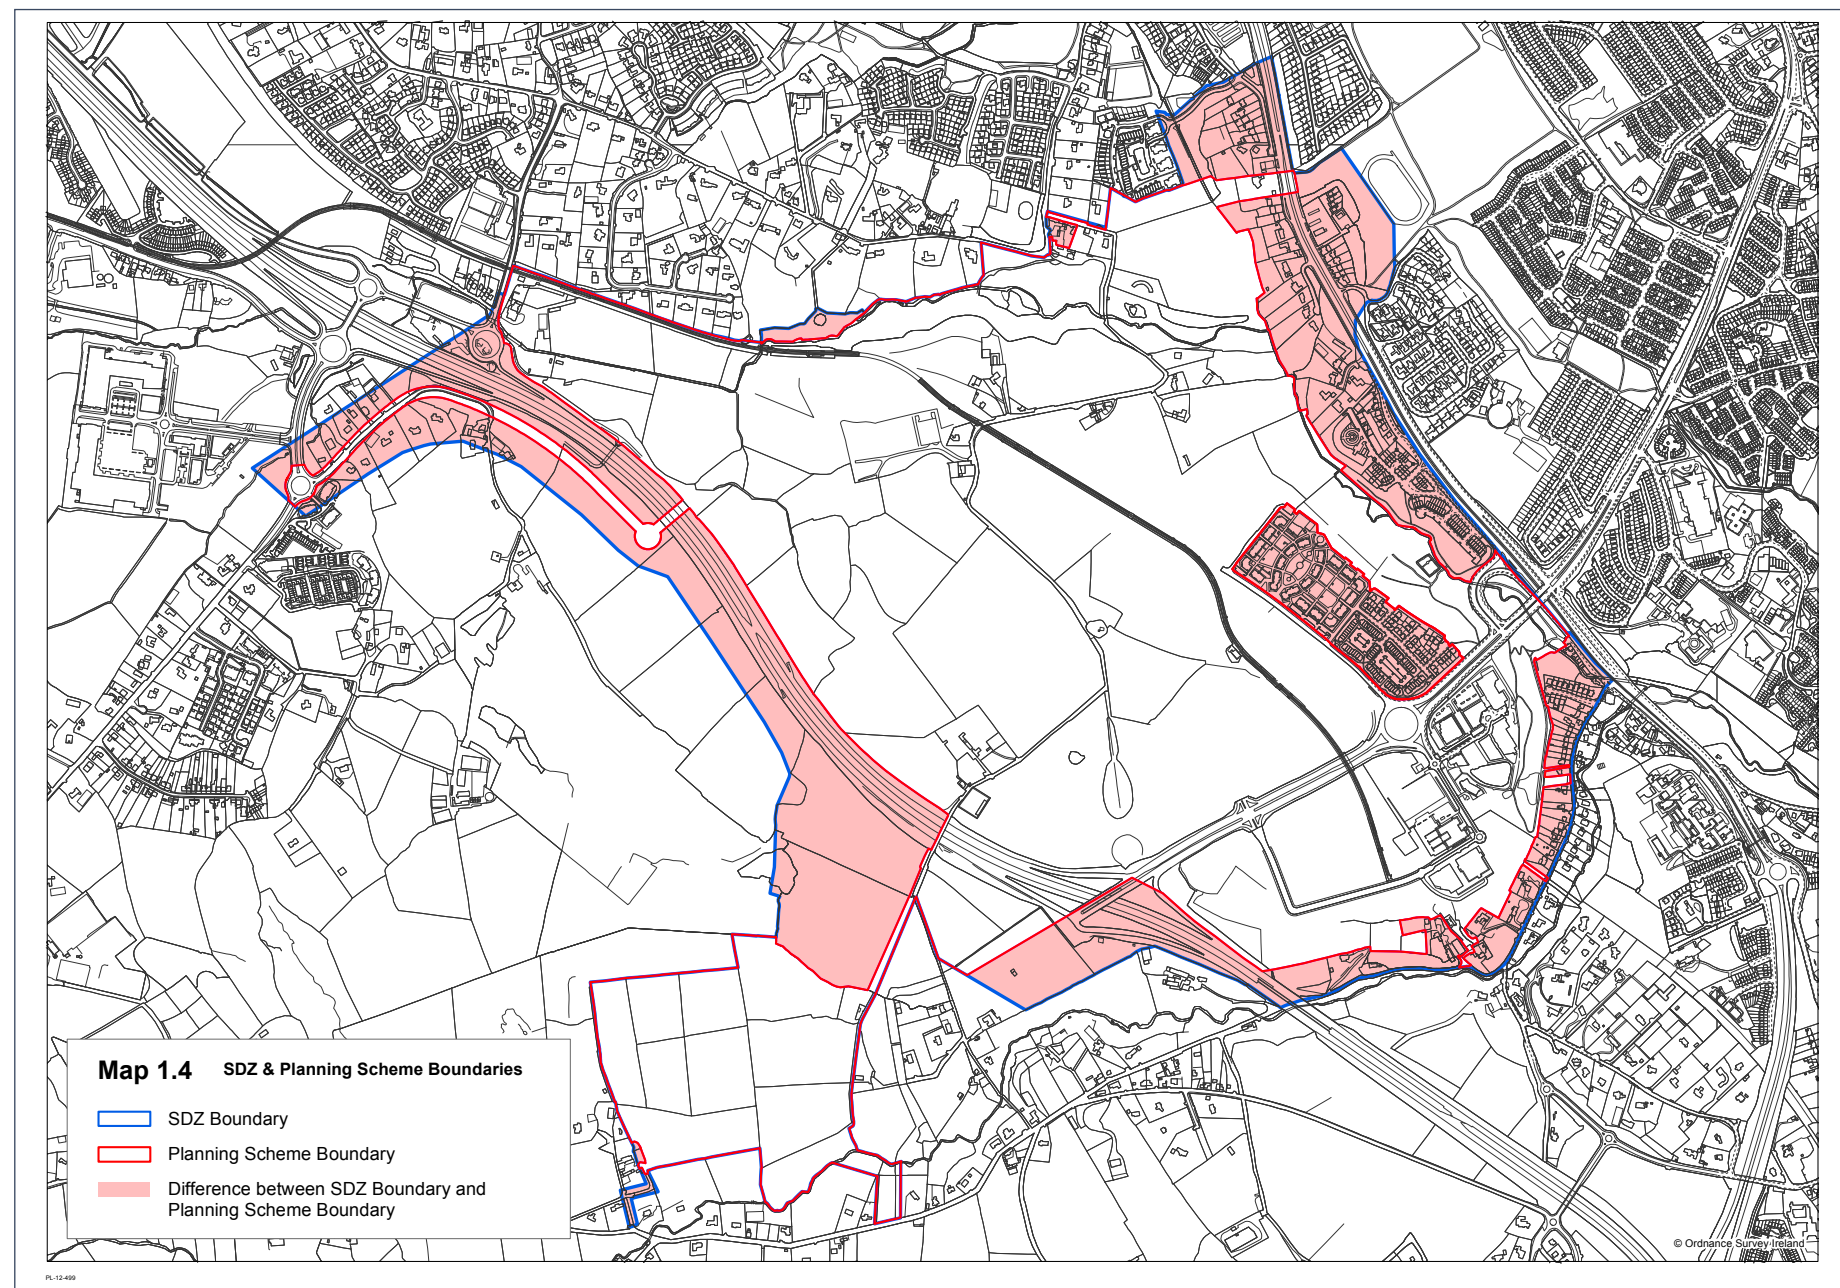 Map 1.4 SDZ & Planning Scheme Boundaries
SDZ Boundary
Planning Scheme Boundary
Difference between SDZ Boundary and
Planning Scheme Boundary
© Ordnance Survey Ireland
PL-12-499